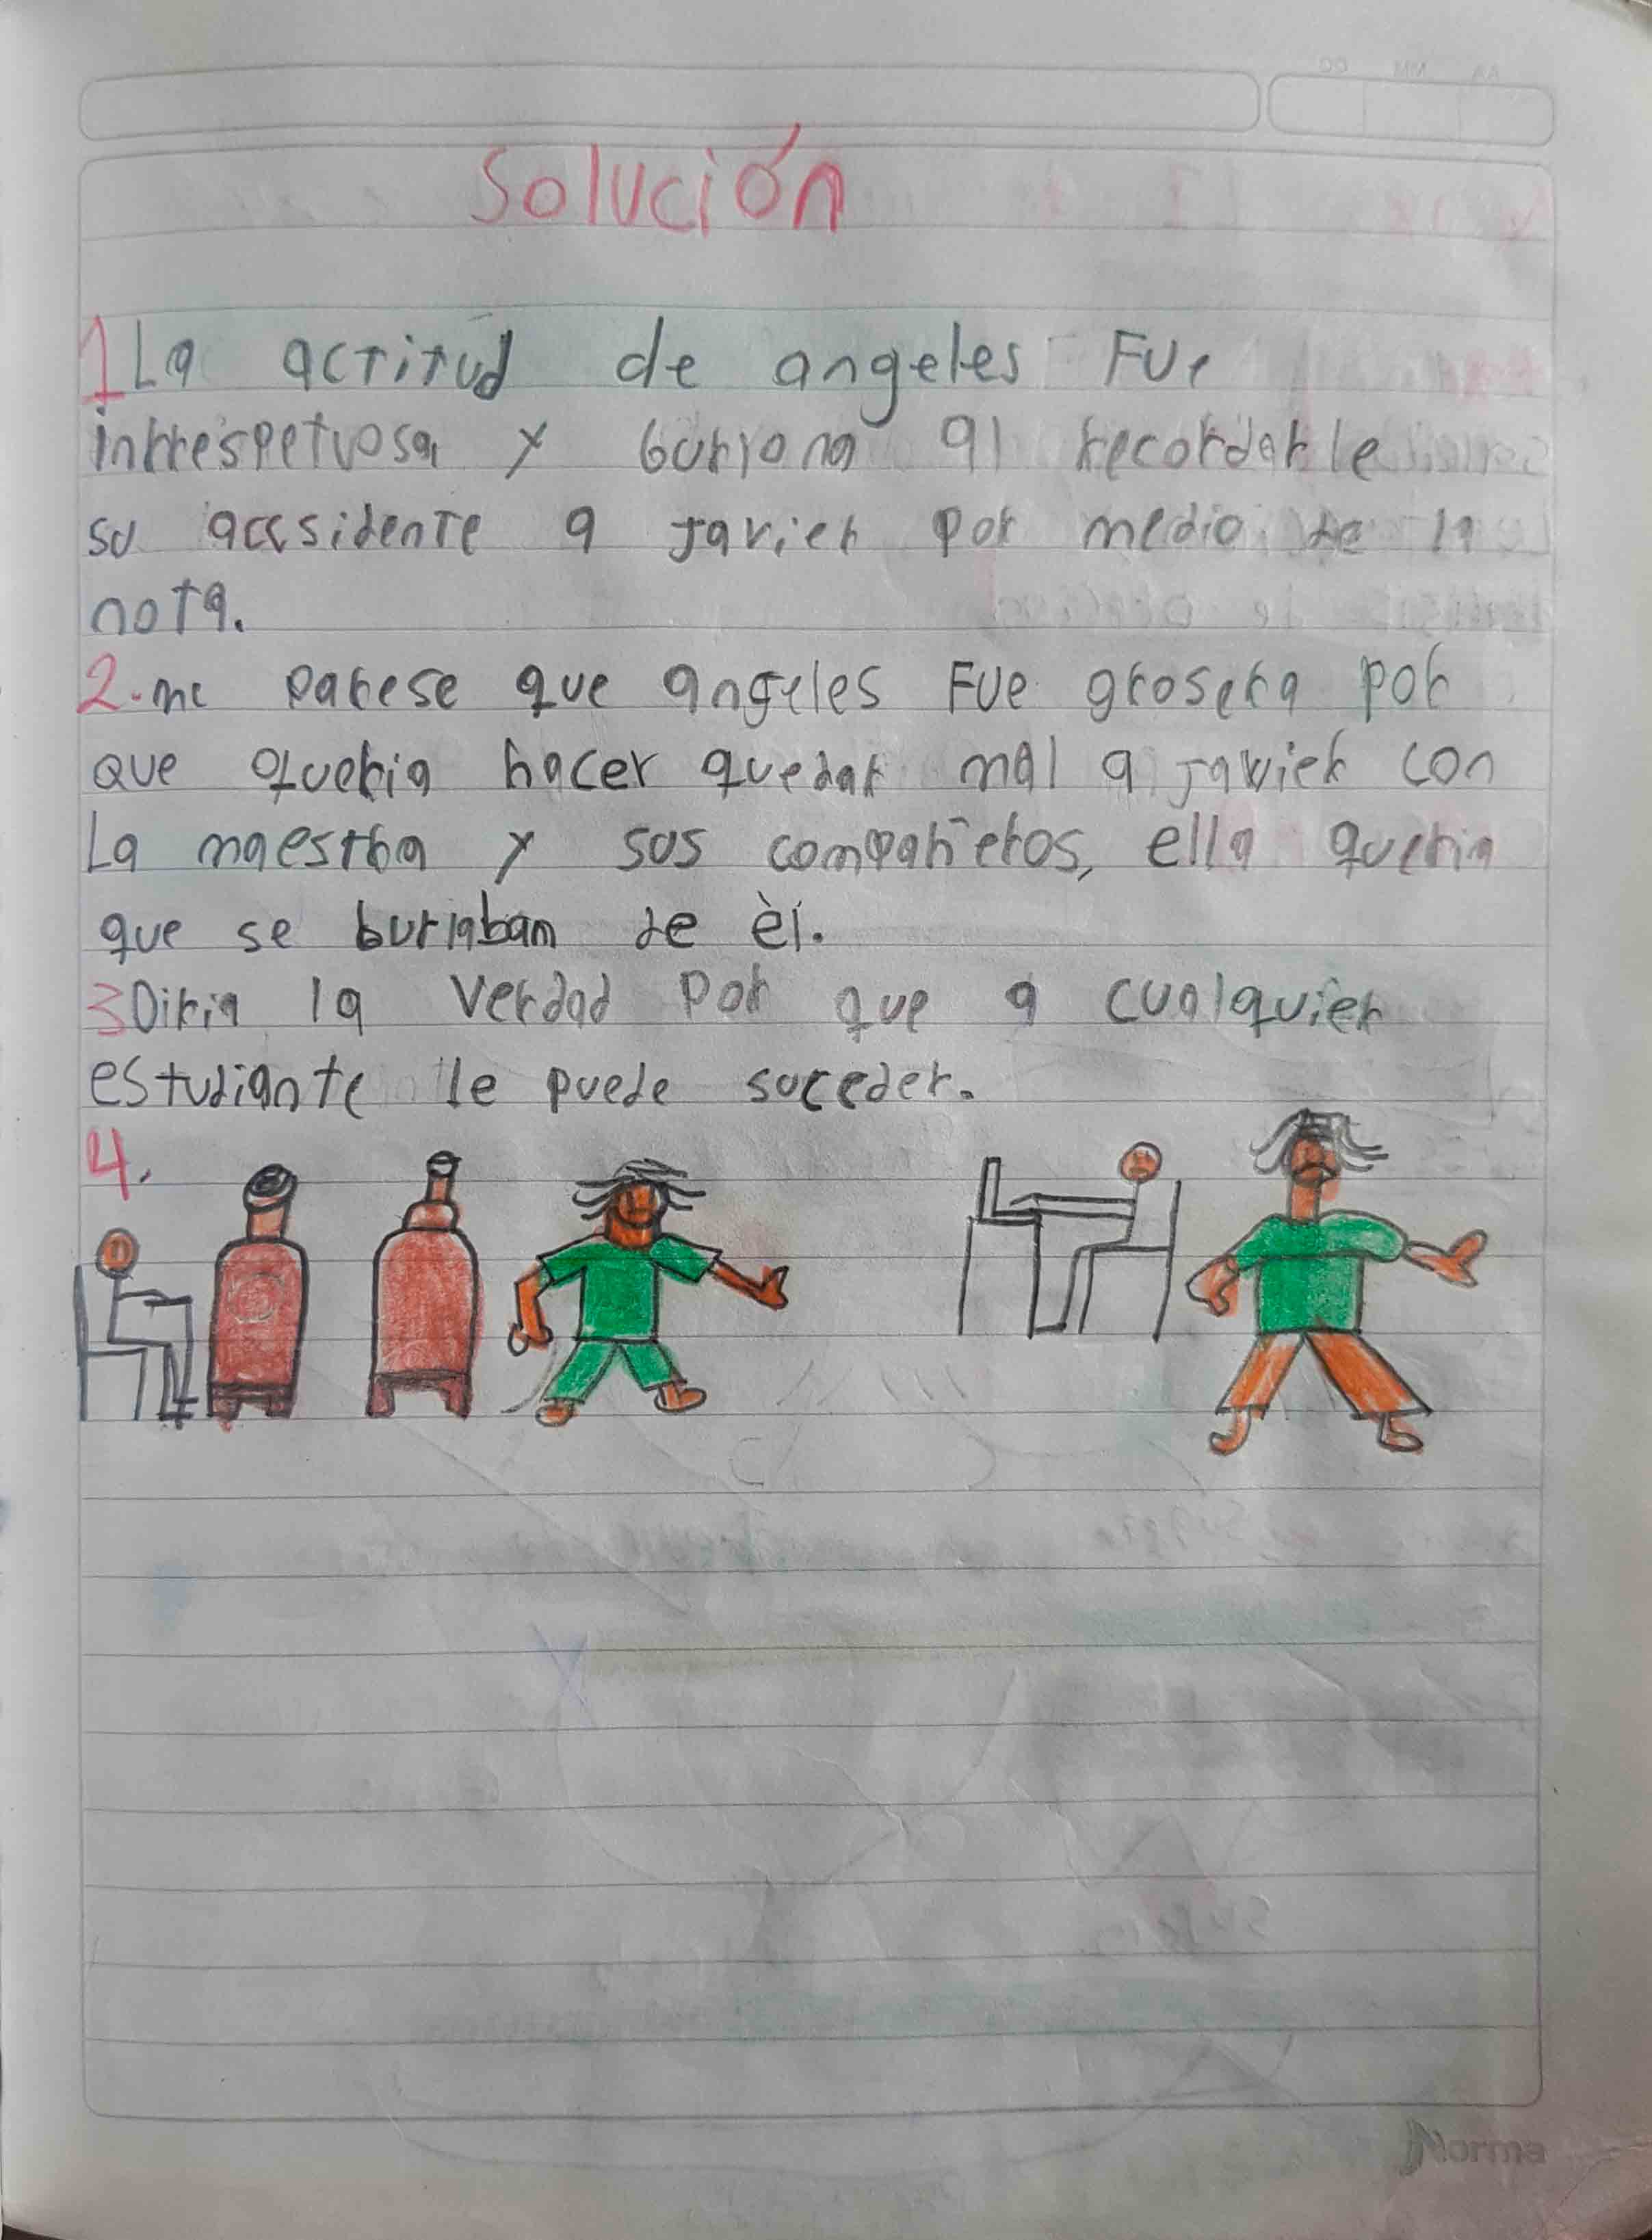 Solución
1 La actitud de angeles Fue
inrrespetuosa y burlona al recordarle
su accsidente a javier por medio de la
nota.
2. me parese que angeles Fue grosera por
que queria hacer quedar mal a javier con
La maestra y sus compañeros, ella queria
que se burlaban de èl.
3 Diria la verdad por que a cualquier
estudiante le puede suceder.
4.
Norma